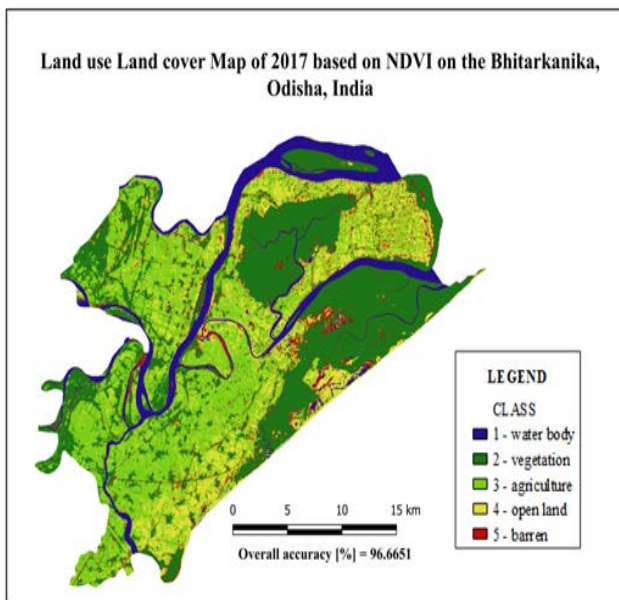 Land use Land cover Map of 2017 based on NDVI on the Bhitarkanika,
Odisha, India
LEGEND
CLASS
1 - water body
2 - vegetation
3 - agriculture
4 - open land
5 - barren
0 5 10 15 km
Overall accuracy [%] = 96.6651